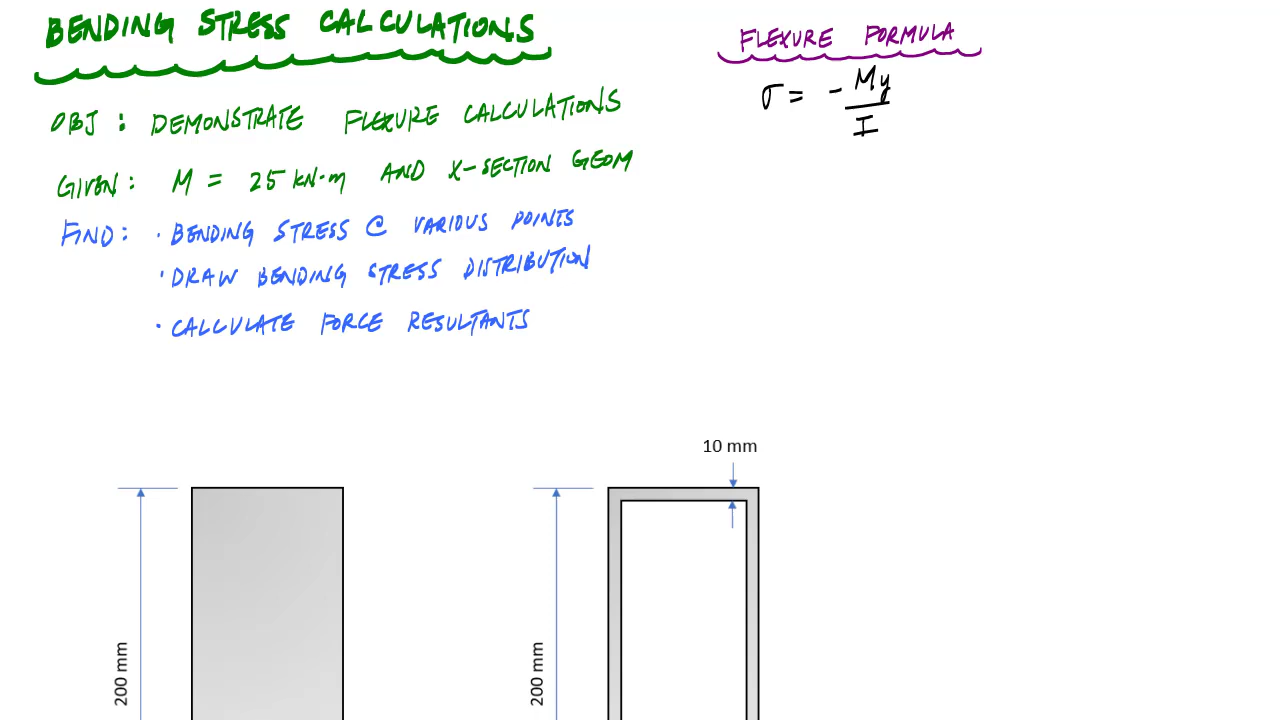 BENDING STRESS CALCULATIONS
OBJ: DEMONSTRATE FLEXURE CALCULATIONS
GIVEN: M = 25 kN·m AND X-SECTION GEOM
FIND: · BENDING STRESS @ VARIOUS POINTS
· DRAW BENDING STRESS DISTRIBUTION
· CALCULATE FORCE RESULTANTS
FLEXURE FORMULA
σ = - My
I
10 mm
200 mm
200 mm